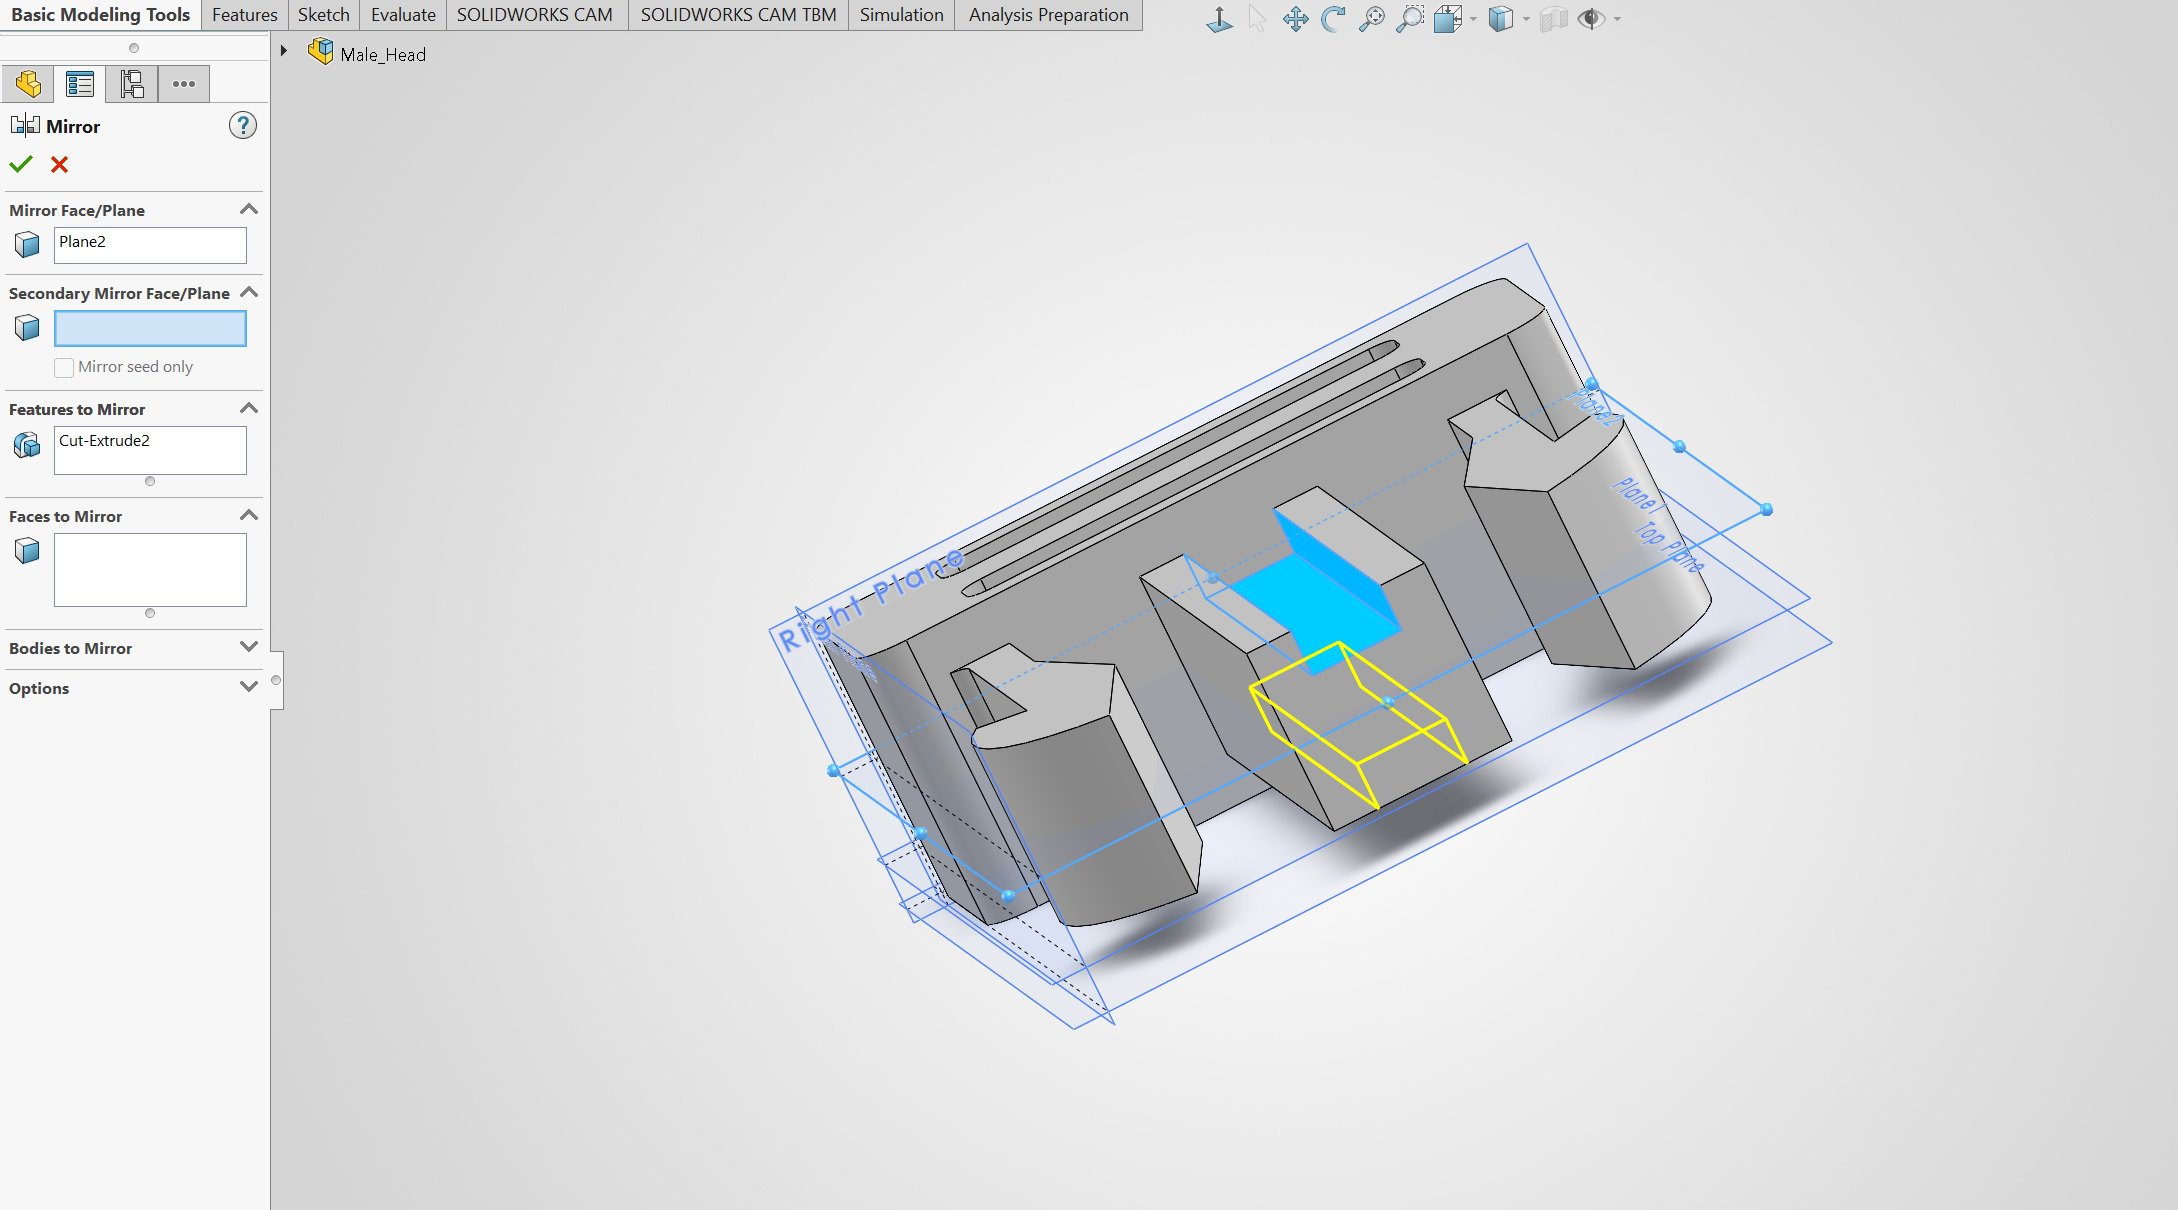 Basic Modeling Tools Features Sketch Evaluate SOLIDWORKS CAM SOLIDWORKS CAM TBM Simulation Analysis Preparation
Male_Head
Mirror
?
Mirror Face/Plane
Plane2
Secondary Mirror Face/Plane
Mirror seed only
Features to Mirror
Cut-Extrude2
Faces to Mirror
Bodies to Mirror
Options
Plane2
Plane1
Top Plane
Right Plane